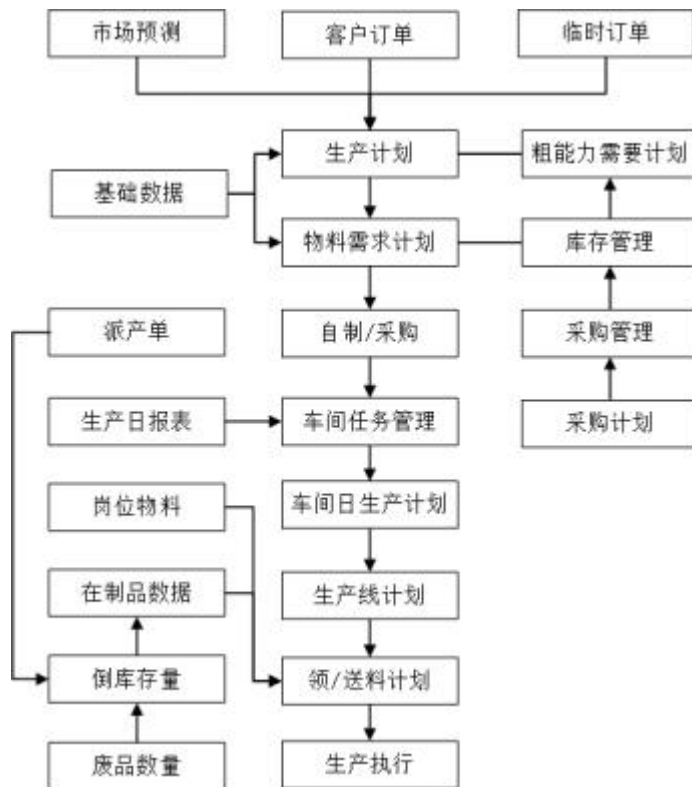 市场预测
客户订单
临时订单
生产计划
粗能力需要计划
基础数据
物料需求计划
库存管理
派产单
自制/采购
采购管理
生产日报表
车间任务管理
采购计划
岗位物料
车间日生产计划
在制品数据
生产线计划
倒库存量
领/送料计划
废品数量
生产执行